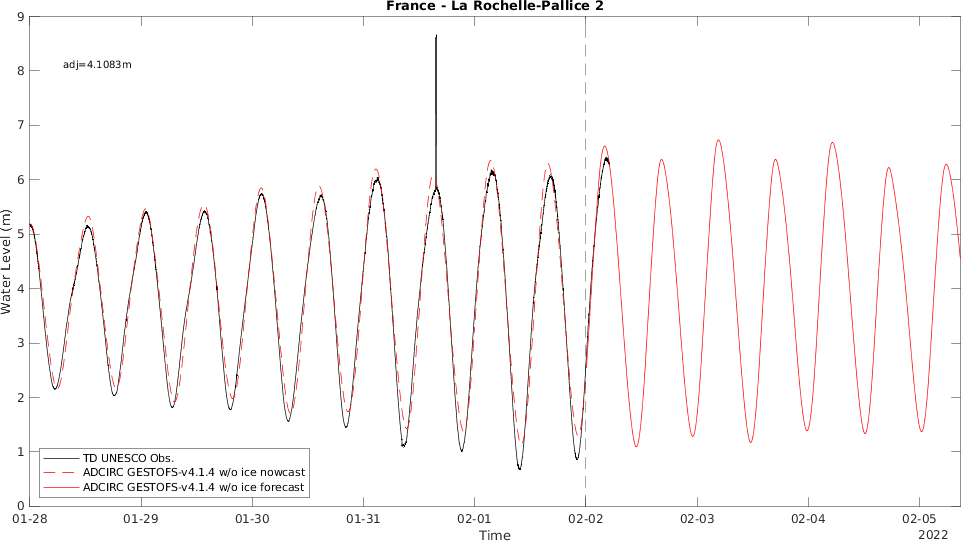 France - La Rochelle-Pallice 2
adj=4.1083m
Water Level (m)
9
8
7
6
5
4
3
2
1
0
TD UNESCO Obs.
ADCIRC GESTOFS-v4.1.4 w/o ice nowcast
ADCIRC GESTOFS-v4.1.4 w/o ice forecast
01-28 01-29 01-30 01-31 02-01 02-02 02-03 02-04 02-05
Time
2022